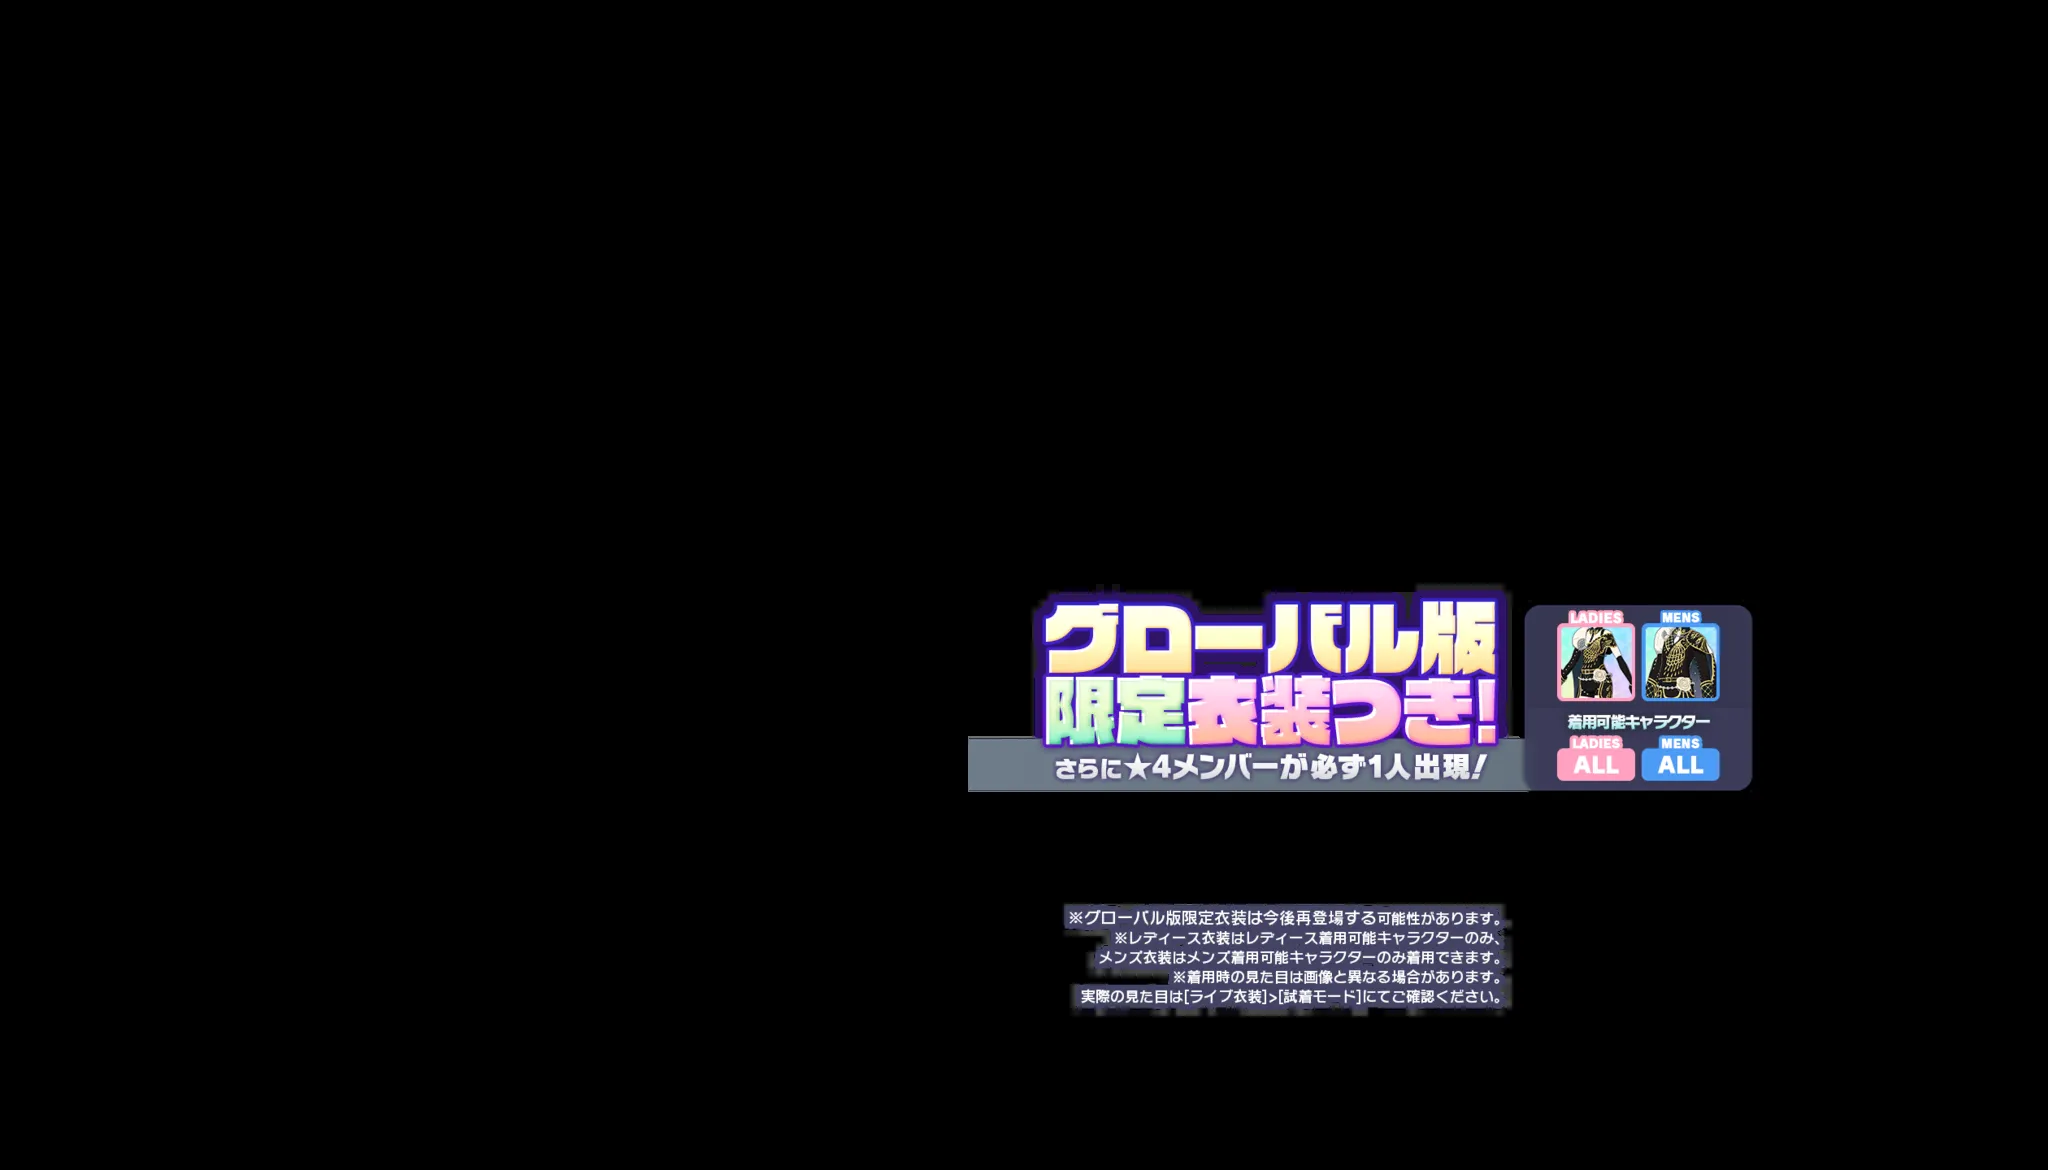 グローバル版
限定衣装つき!
さらに★4メンバーが必ず1人出現!
LADIES MENS
着用可能キャラクター
LADIES MENS
ALL ALL
※グローバル版限定衣装は今後再登場する可能性があります。
※レディース衣装はレディース着用可能キャラクターのみ、
メンズ衣装はメンズ着用可能キャラクターのみ着用できます。
※着用時の見た目は画像と異なる場合があります。
実際の見た目は[ライブ衣装]>[試着モード]にてご確認ください。